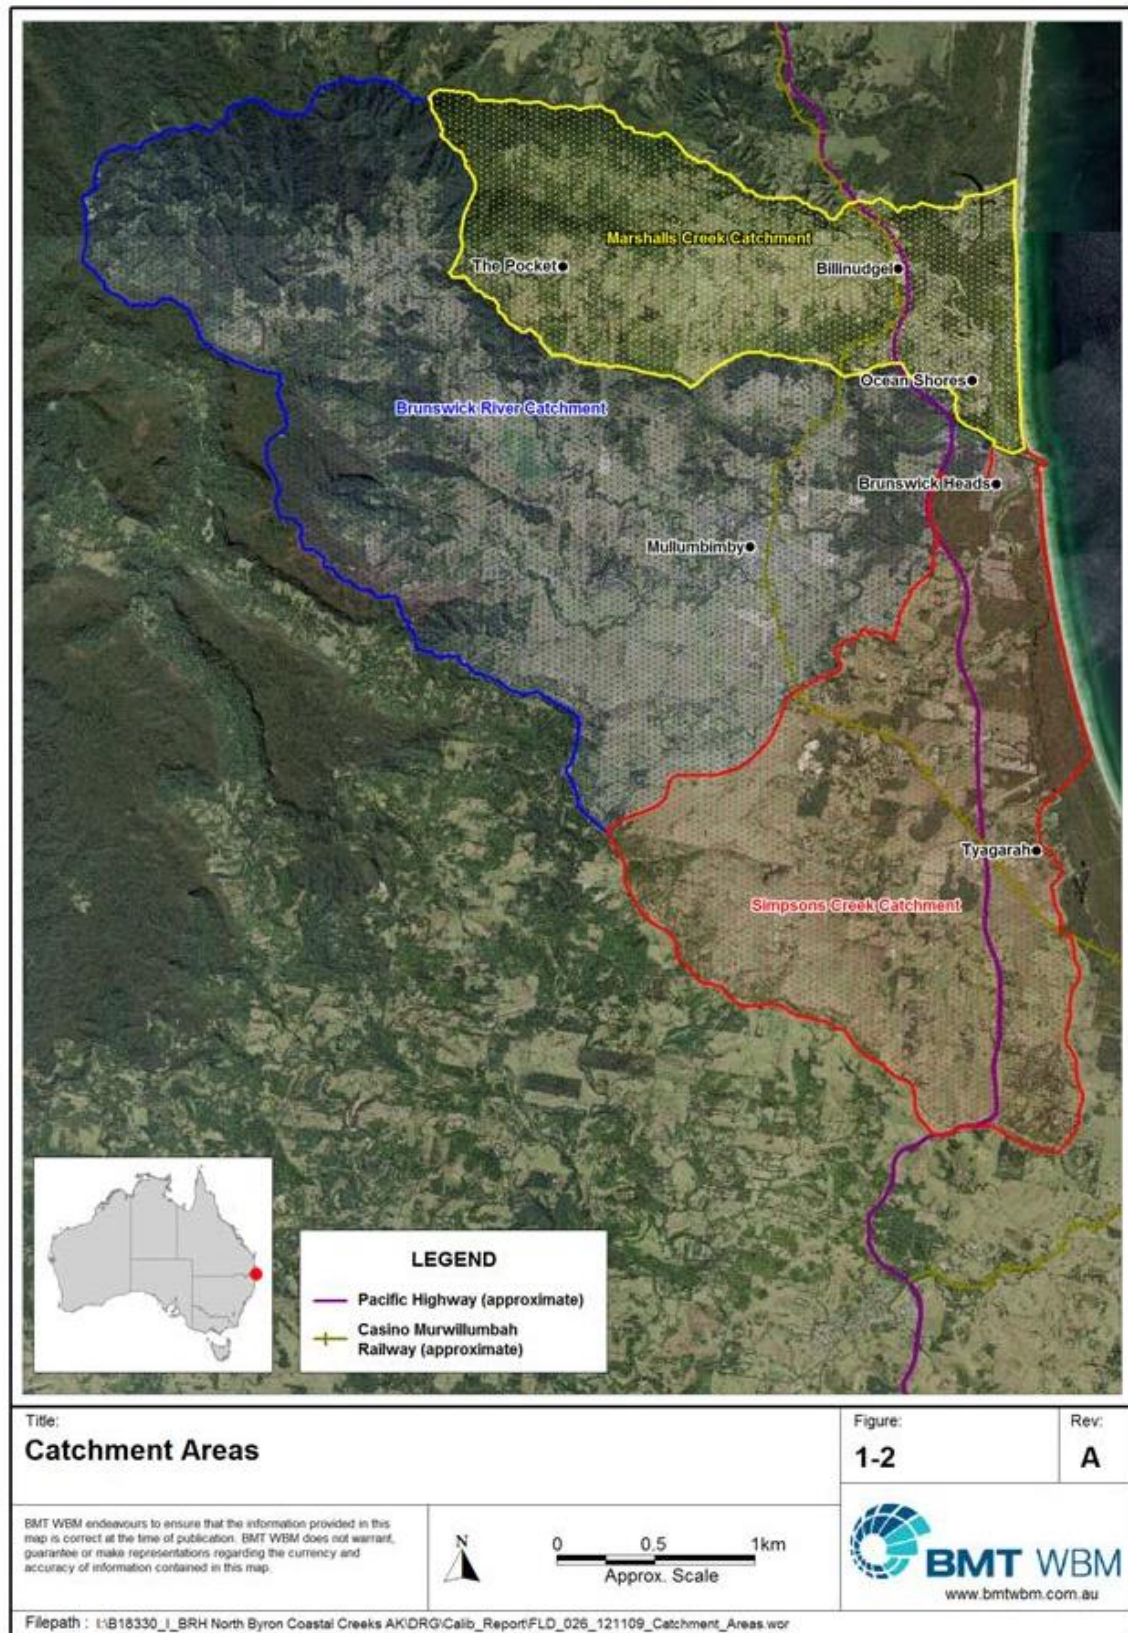 Marshalls Creek Catchment
The Pocket
Billinudgel
Ocean Shores
Brunswick River Catchment
Brunswick Heads
Mullumbimby
Tyagarah
Simpsons Creek Catchment
LEGEND
Pacific Highway (approximate)
Casino Murwillumbah
Railway (approximate)
Title:
Catchment Areas
Figure:
1-2
Rev:
A
BMT WBM endeavours to ensure that the information provided in this
map is correct at the time of publication. BMT WBM does not warrant,
guarantee or make representations regarding the currency and
accuracy of information contained in this map.
N
0 0.5 1km
Approx. Scale
BMT WBM
www.bmtwbm.com.au
Filepath : I:\B18330_I_BRH North Byron Coastal Creeks AK\DRG\Calib_Report\FLD_026_121109_Catchment_Areas.wor